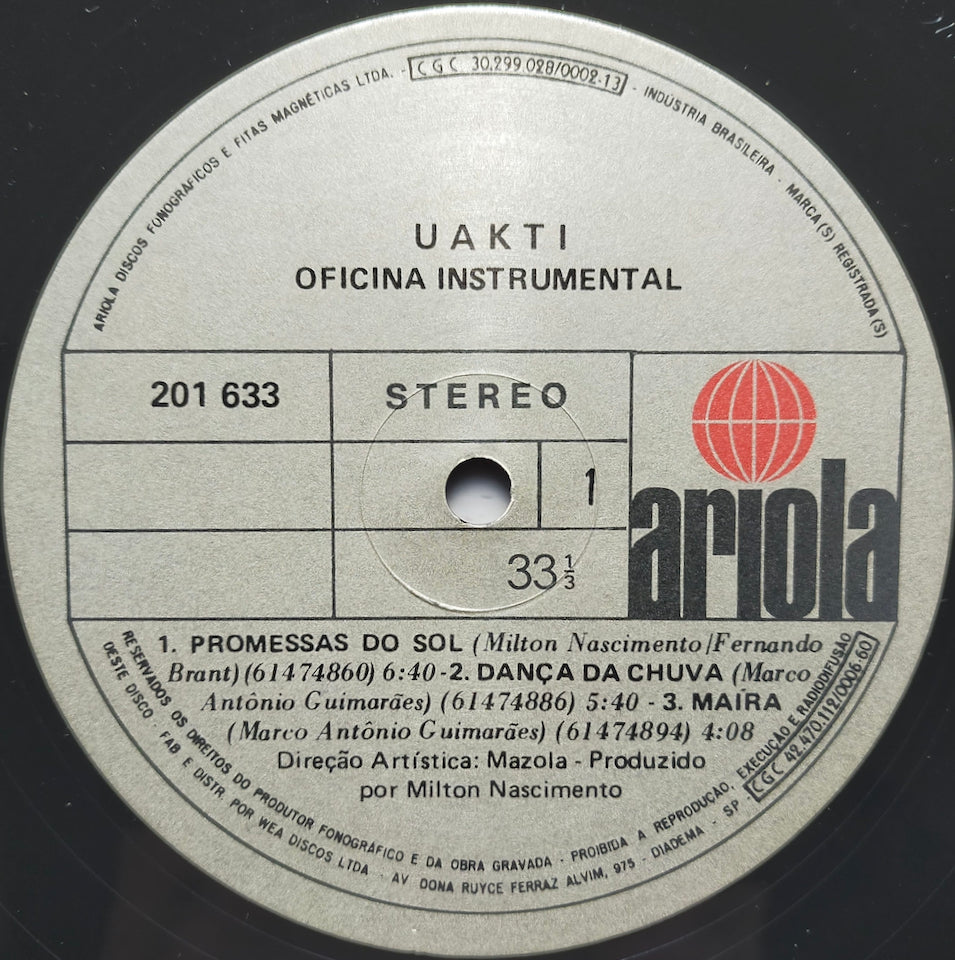 ARIOLA DISCOS FONOGRAFICOS E FITAS MAGNÉTICAS LTDA. - CGC 30.299.028/0002-13 - INDÚSTRIA BRASILEIRA - MARCA(S) REGISTRADA(S)
UAKTI
OFICINA INSTRUMENTAL
201 633
STEREO
1
33 1/3
ariola
1. PROMESSAS DO SOL (Milton Nascimento/Fernando
Brant) (61474860) 6:40 - 2. DANÇA DA CHUVA (Marco
Antônio Guimarães) (61474886) 5:40 - 3. MAÍRA
(Marco Antônio Guimarães) (61474894) 4:08
Direção Artística: Mazola - Produzido
por Milton Nascimento
RESERVADOS OS DIREITOS DO PRODUTOR FONOGRÁFICO E DA OBRA GRAVADA - PROIBIDA A REPRODUÇÃO, EXECUÇÃO E RADIODIFUSÃO
DESTE DISCO - FAB E DISTR. POR WEA DISCOS LTDA - AV DONA RUYCE FERRAZ ALVIM, 975 - DIADEMA - SP - CGC 42.470.112/0006-60